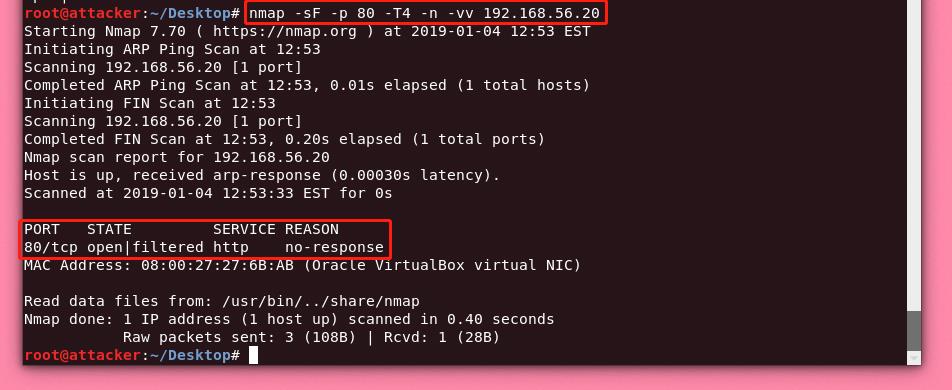 root@attacker:~/Desktop# nmap -sF -p 80 -T4 -n -vv 192.168.56.20
Starting Nmap 7.70 ( https://nmap.org ) at 2019-01-04 12:53 EST
Initiating ARP Ping Scan at 12:53
Scanning 192.168.56.20 [1 port]
Completed ARP Ping Scan at 12:53, 0.01s elapsed (1 total hosts)
Initiating FIN Scan at 12:53
Scanning 192.168.56.20 [1 port]
Completed FIN Scan at 12:53, 0.20s elapsed (1 total ports)
Nmap scan report for 192.168.56.20
Host is up, received arp-response (0.00030s latency).
Scanned at 2019-01-04 12:53:33 EST for 0s
PORT   STATE         SERVICE REASON
80/tcp open|filtered http    no-response
MAC Address: 08:00:27:27:6B:AB (Oracle VirtualBox virtual NIC)
Read data files from: /usr/bin/../share/nmap
Nmap done: 1 IP address (1 host up) scanned in 0.40 seconds
Raw packets sent: 3 (108B) | Rcvd: 1 (28B)
root@attacker:~/Desktop#